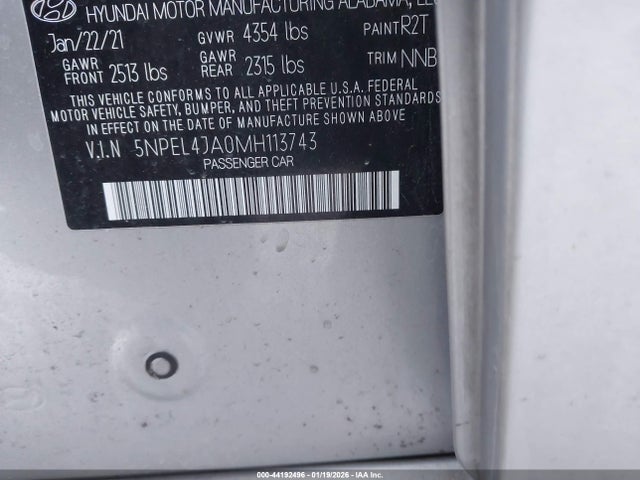 HYUNDAI MOTOR MANUFACTURING ALABAMA, LLC
Jan/22/21 GVWR 4354 lbs PAINT R2T
GAWR FRONT 2513 lbs GAWR REAR 2315 lbs TRIM NNB
THIS VEHICLE CONFORMS TO ALL APPLICABLE U.S.A. FEDERAL
MOTOR VEHICLE SAFETY, BUMPER, AND THEFT PREVENTION STANDARDS
IN EFFECT ON THE DATE OF MANUFACTURE SHOWN ABOVE
V.I.N 5NPEL4JA0MH113743
PASSENGER CAR
000-44192496 - 01/19/2026 - IAA Inc.